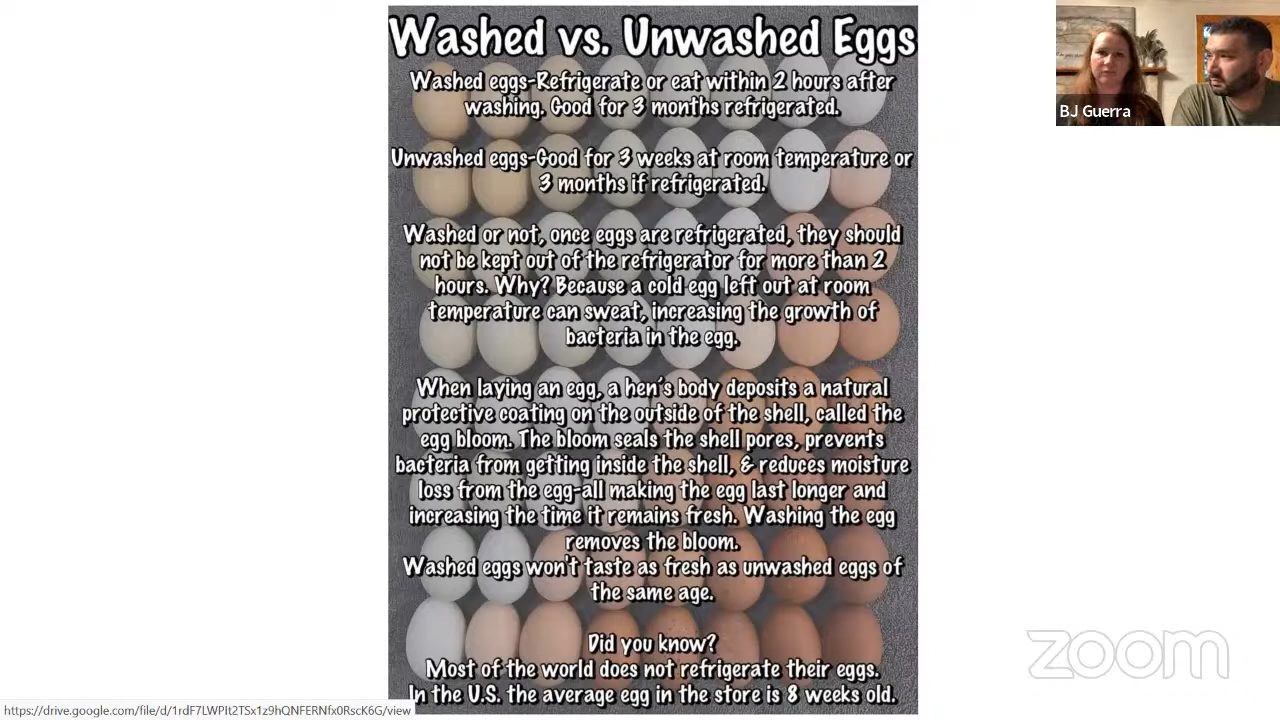 Washed vs. Unwashed Eggs
Washed eggs-Refrigerate or eat within 2 hours after
washing. Good for 3 months refrigerated.
Unwashed eggs-Good for 3 weeks at room temperature or
3 months if refrigerated.
Washed or not, once eggs are refrigerated, they should
not be kept out of the refrigerator for more than 2
hours. Why? Because a cold egg left out at room
temperature can sweat, increasing the growth of
bacteria in the egg.
When laying an egg, a hen's body deposits a natural
protective coating on the outside of the shell, called the
egg bloom. The bloom seals the shell pores, prevents
bacteria from getting inside the shell, & reduces moisture
loss from the egg-all making the egg last longer and
increasing the time it remains fresh. Washing the egg
removes the bloom.
Washed eggs won't taste as fresh as unwashed eggs of
the same age.
Did you know?
Most of the world does not refrigerate their eggs.
In the U.S. the average egg in the store is 8 weeks old.
BJ Guerra
zoom
https://drive.google.com/file/d/1rdF7LWPIt2TSx1z9hQNFERNfx0RscK6G/view